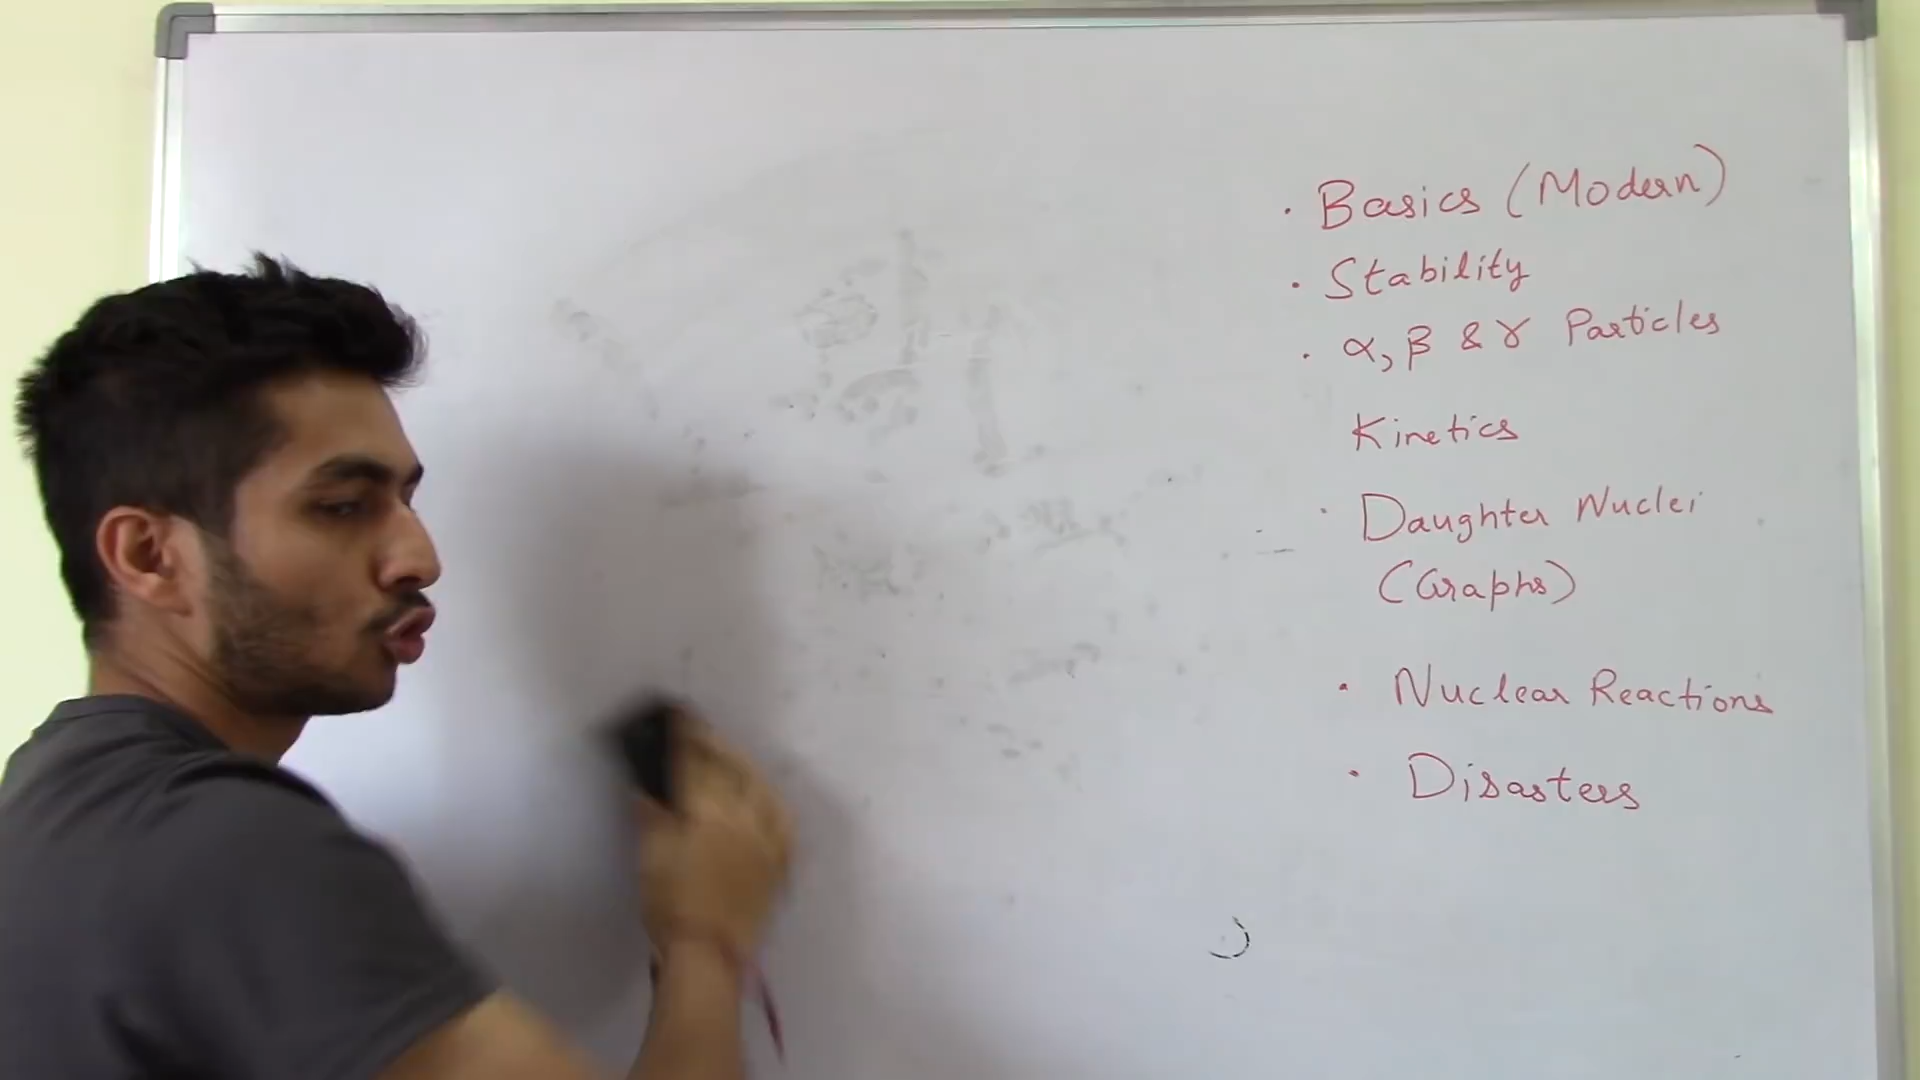 • Basics (Modern)
• Stability
• α, β & γ Particles
Kinetics
• Daughter Nuclei
(Graphs)
• Nuclear Reactions
• Disasters